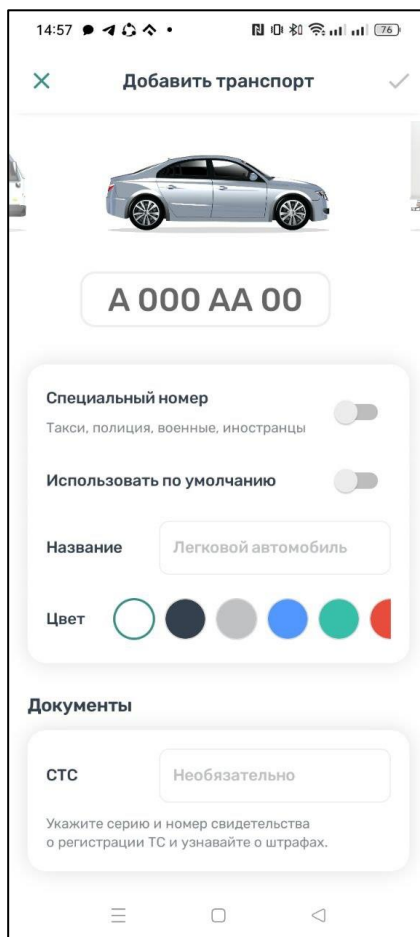 14:57
76
Добавить транспорт
А 000 АА 00
Специальный номер
Такси, полиция, военные, иностранцы
Использовать по умолчанию
Название
Легковой автомобиль
Цвет
Документы
СТС
Необязательно
Укажите серию и номер свидетельства
о регистрации ТС и узнавайте о штрафах.